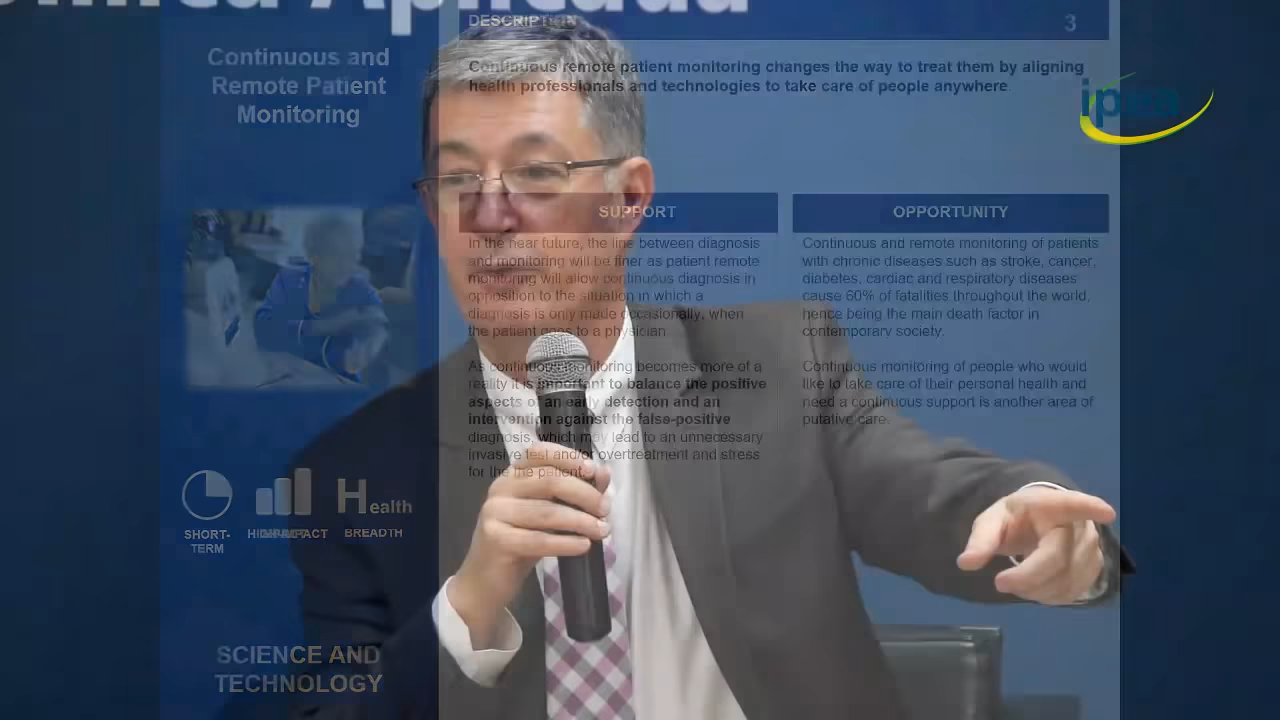 DESCRIPTION
3
Continuous and
Remote Patient
Monitoring
Continuous remote patient monitoring changes the way to treat them by aligning
health professionals and technologies to take care of people anywhere.
ipea
SUPPORT
In the near future, the line between diagnosis
and monitoring will be finer as patient remote
monitoring will allow continuous diagnosis in
opposition to the situation in which a
diagnosis is only made occasionally, when
the patient goes to a physician.
As continuous monitoring becomes more of a
reality it is important to balance the positive
aspects of an early detection and an
intervention against the false-positive
diagnosis, which may lead to an unnecessary
invasive test and/or overtreatment and stress
for the the patient.
OPPORTUNITY
Continuous and remote monitoring of patients
with chronic diseases such as stroke, cancer,
diabetes, cardiac and respiratory diseases
cause 60% of fatalities throughout the world,
hence being the main death factor in
contemporary society.
Continuous monitoring of people who would
like to take care of their personal health and
need a continuous support is another area of
putative care.
SHORT-
TERM
IMPACT
Health
BREADTH
SCIENCE AND
TECHNOLOGY